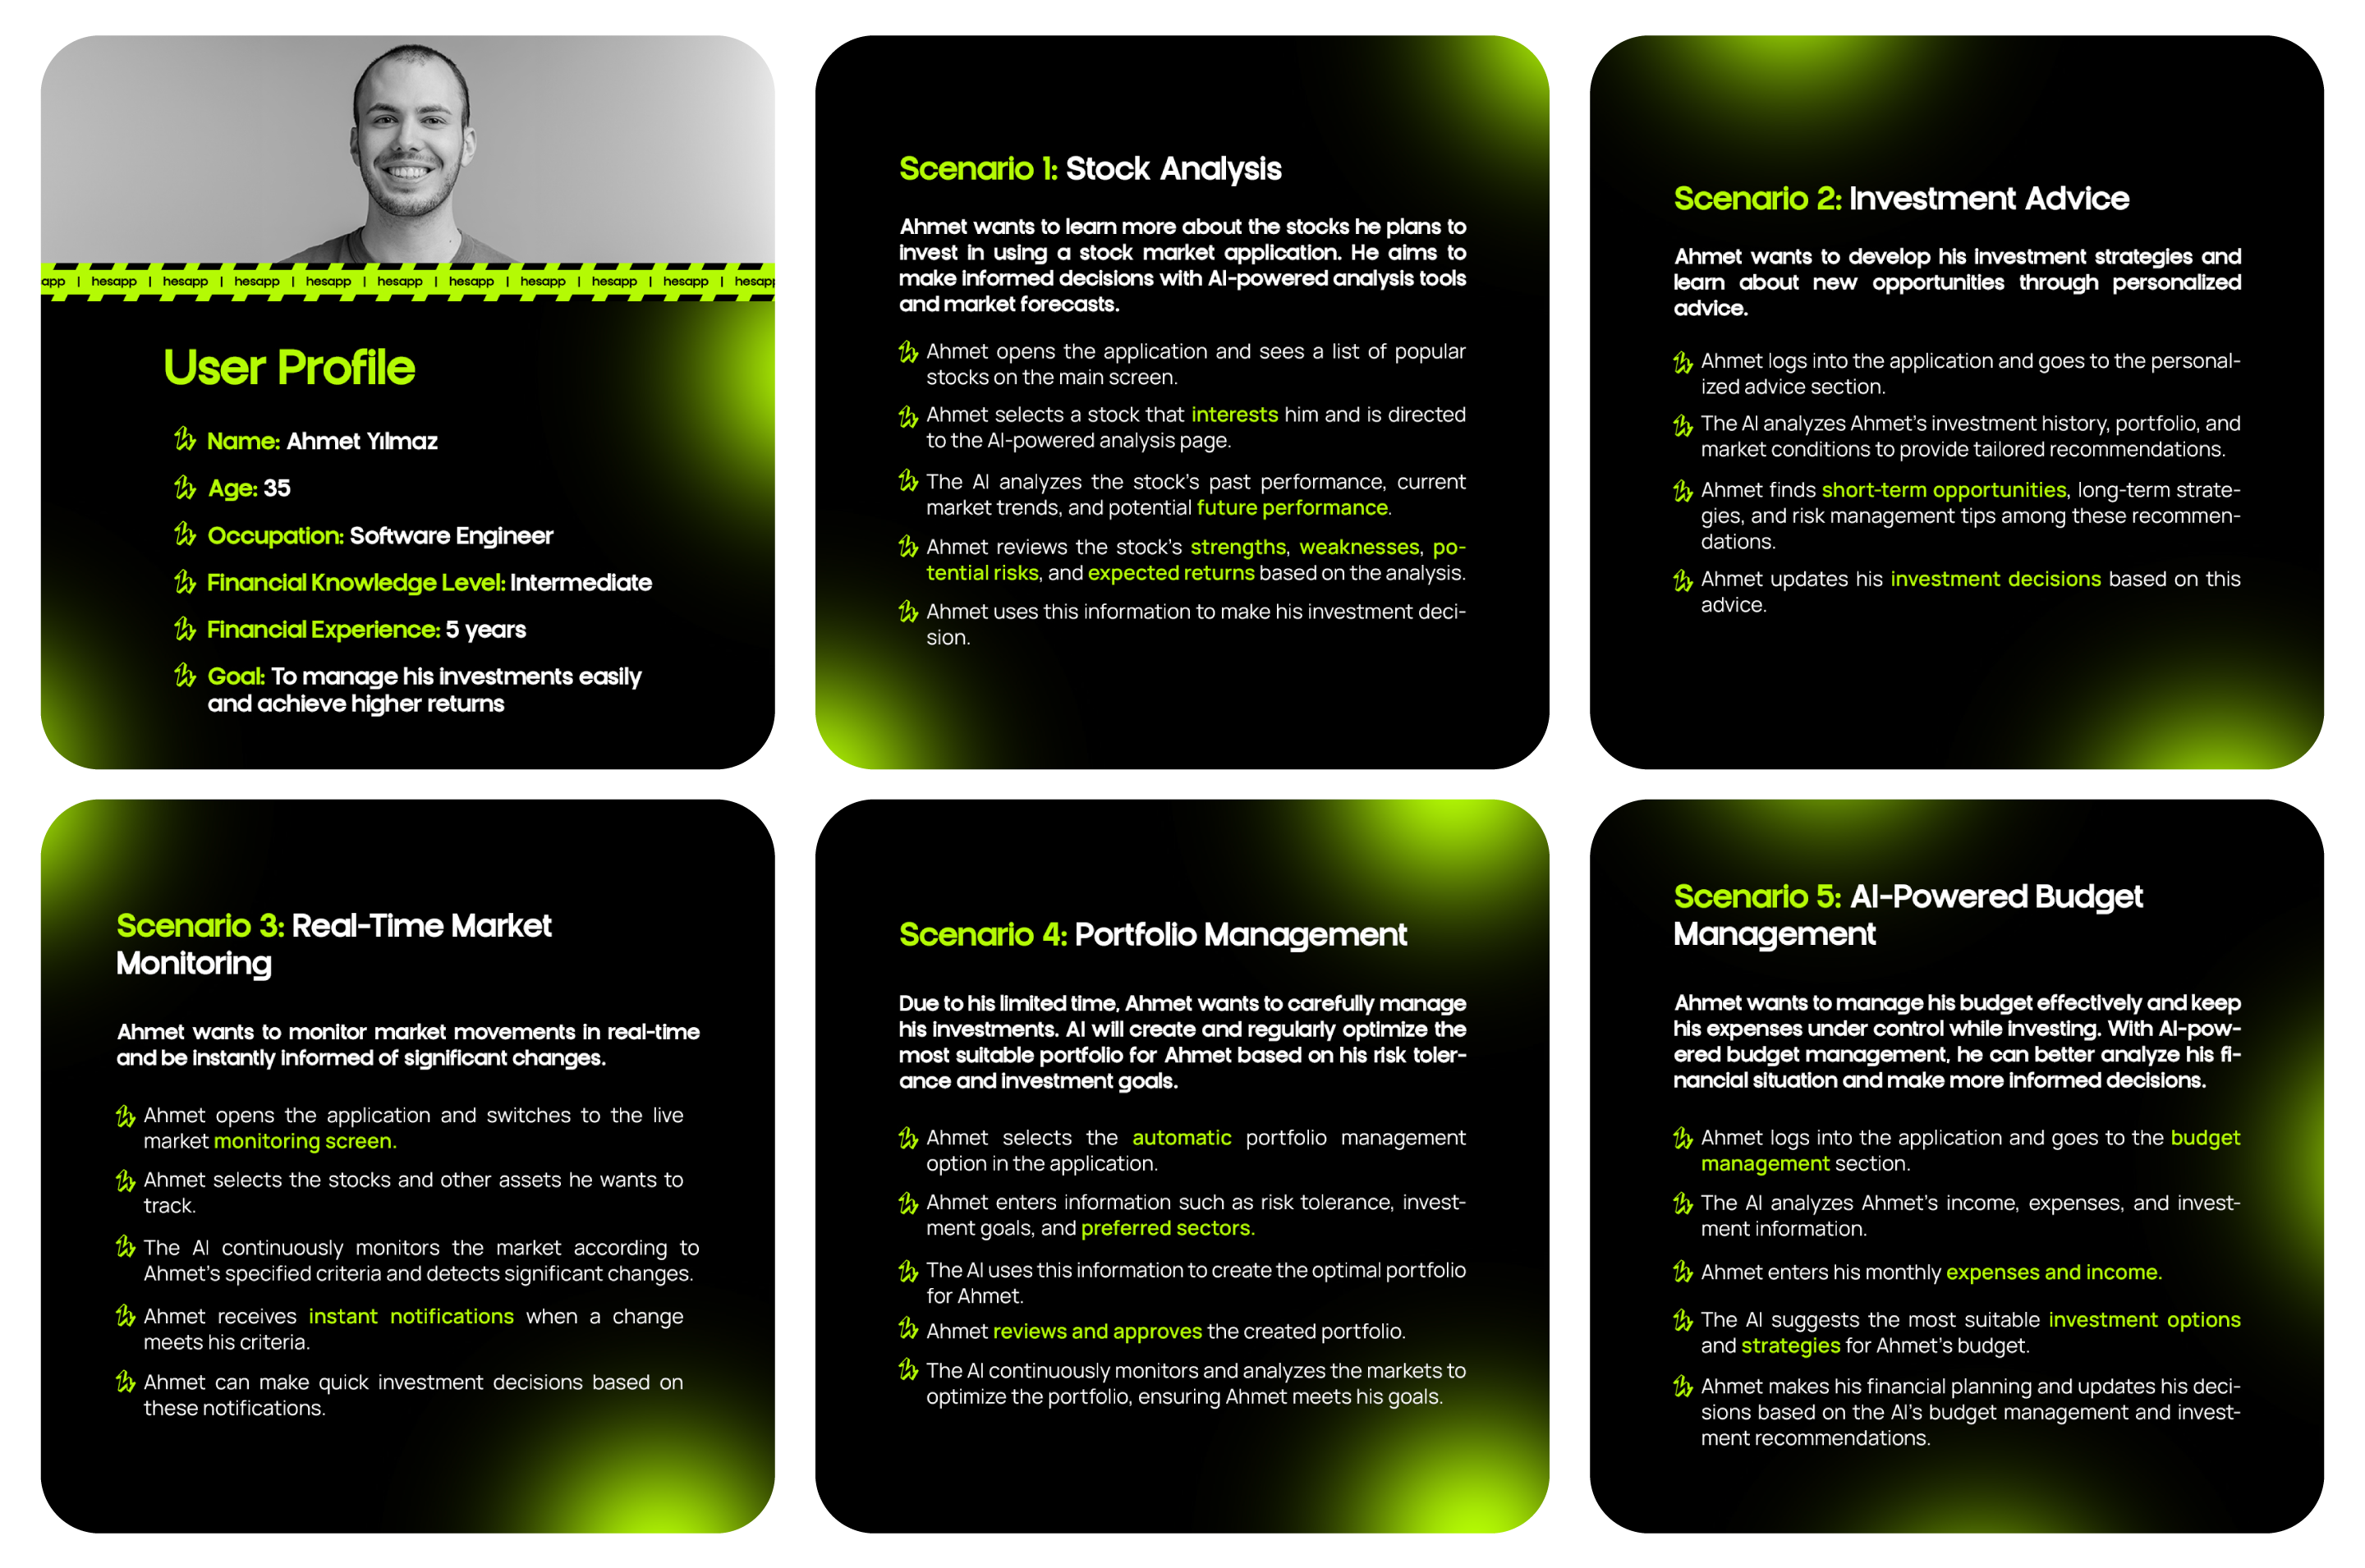 app | hesapp | hesapp | hesapp | hesapp | hesapp | hesapp | hesapp | hesapp | hesapp | hesapp
User Profile
Name: Ahmet Yılmaz
Age: 35
Occupation: Software Engineer
Financial Knowledge Level: Intermediate
Financial Experience: 5 years
Goal: To manage his investments easily
and achieve higher returns
Scenario 1: Stock Analysis
Ahmet wants to learn more about the stocks he plans to
invest in using a stock market application. He aims to
make informed decisions with AI-powered analysis tools
and market forecasts.
Ahmet opens the application and sees a list of popular
stocks on the main screen.
Ahmet selects a stock that interests him and is directed
to the AI-powered analysis page.
The AI analyzes the stock's past performance, current
market trends, and potential future performance.
Ahmet reviews the stock's strengths, weaknesses, po-
tential risks, and expected returns based on the analysis.
Ahmet uses this information to make his investment deci-
sion.
Scenario 2: Investment Advice
Ahmet wants to develop his investment strategies and
learn about new opportunities through personalized
advice.
Ahmet logs into the application and goes to the personal-
ized advice section.
The AI analyzes Ahmet's investment history, portfolio, and
market conditions to provide tailored recommendations.
Ahmet finds short-term opportunities, long-term strate-
gies, and risk management tips among these recommen-
dations.
Ahmet updates his investment decisions based on this
advice.
Scenario 3: Real-Time Market
Monitoring
Ahmet wants to monitor market movements in real-time
and be instantly informed of significant changes.
Ahmet opens the application and switches to the live
market monitoring screen.
Ahmet selects the stocks and other assets he wants to
track.
The AI continuously monitors the market according to
Ahmet's specified criteria and detects significant changes.
Ahmet receives instant notifications when a change
meets his criteria.
Ahmet can make quick investment decisions based on
these notifications.
Scenario 4: Portfolio Management
Due to his limited time, Ahmet wants to carefully manage
his investments. AI will create and regularly optimize the
most suitable portfolio for Ahmet based on his risk toler-
ance and investment goals.
Ahmet selects the automatic portfolio management
option in the application.
Ahmet enters information such as risk tolerance, invest-
ment goals, and preferred sectors.
The AI uses this information to create the optimal portfolio
for Ahmet.
Ahmet reviews and approves the created portfolio.
The AI continuously monitors and analyzes the markets to
optimize the portfolio, ensuring Ahmet meets his goals.
Scenario 5: AI-Powered Budget
Management
Ahmet wants to manage his budget effectively and keep
his expenses under control while investing. With AI-pow-
ered budget management, he can better analyze his fi-
nancial situation and make more informed decisions.
Ahmet logs into the application and goes to the budget
management section.
The AI analyzes Ahmet's income, expenses, and invest-
ment information.
Ahmet enters his monthly expenses and income.
The AI suggests the most suitable investment options
and strategies for Ahmet's budget.
Ahmet makes his financial planning and updates his deci-
sions based on the AI's budget management and invest-
ment recommendations.